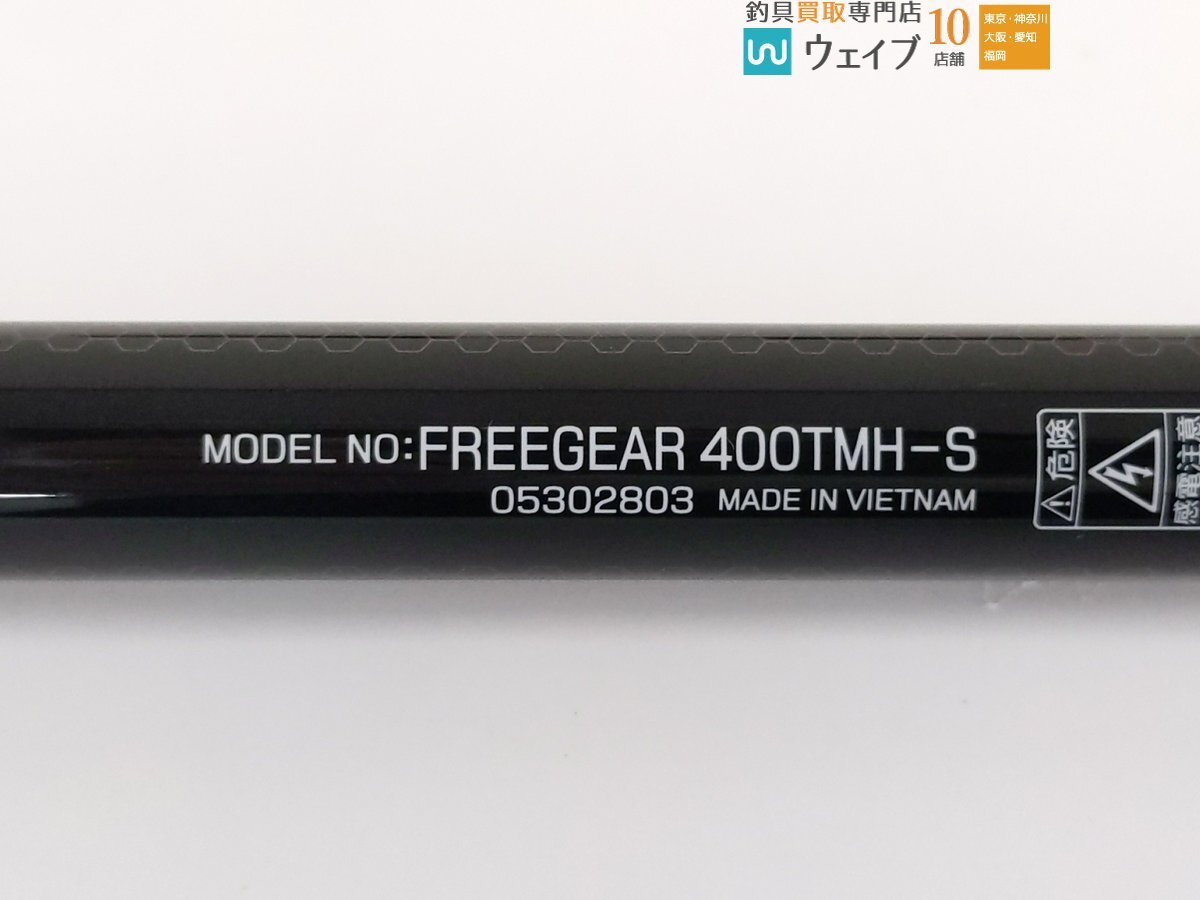 釣具買取専門店
ウェイブ
10
店舗
東京・神奈川
大阪・愛知
福岡
MODEL NO:FREEGEAR 400TMH-S
05302803 MADE IN VIETNAM
危険
感電注意